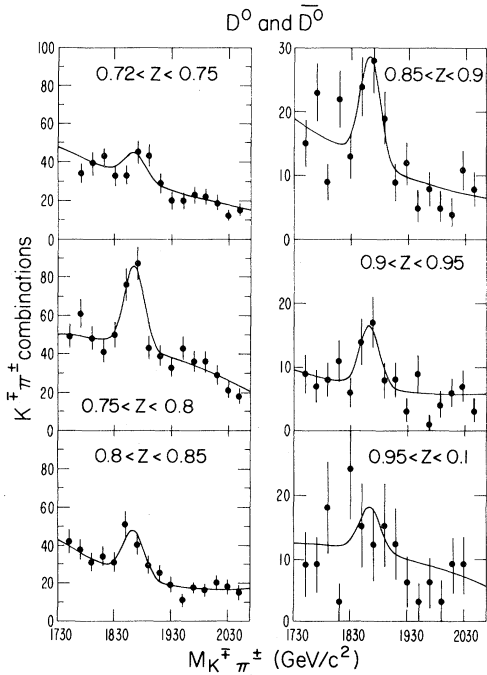 D⁰ and D̅⁰
100
80
60
40
20
0
0.72 < Z < 0.75
30
20
10
0
0.85 < Z < 0.9
K∓π± combinations
80
60
40
20
0
0.75 < Z < 0.8
20
10
0
0.9 < Z < 0.95
100
80
60
40
20
0
0.8 < Z < 0.85
20
10
0
0.95 < Z < 0.1
1730 1830 1930 2030
1730 1830 1930 2030
M K∓π± (GeV/c²)